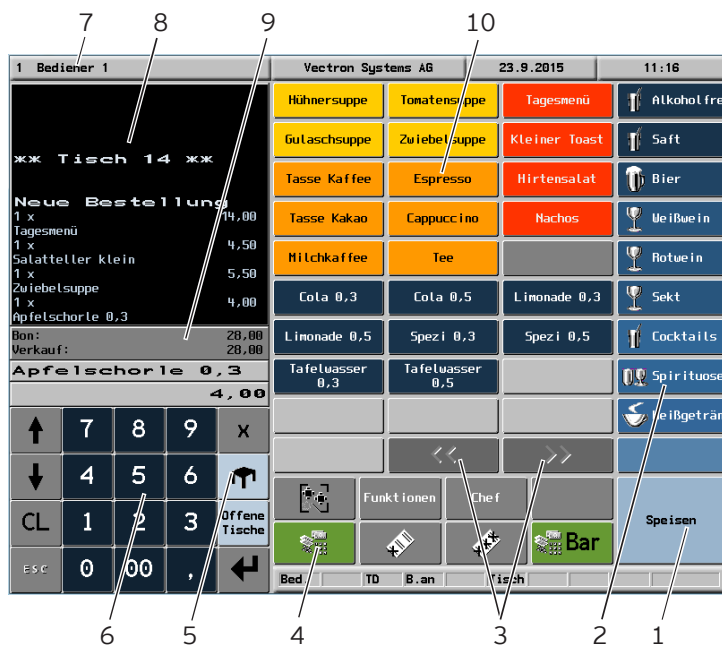 7 8 9 10
1 Bediener 1
Vectron Systems AG 23.9.2015 11:16
** Tisch 14 **
Neue Bestellung
1 x 14,00
Tagesmenü
1 x 4,50
Salatteller klein
1 x 5,50
Zwiebelsuppe
1 x 4,00
Apfelschorle 0,3
Bon: 28,00
Verkauf: 28,00
Apfelschorle 0,3
4,00
7 8 9 X
4 5 6
CL 1 2 3 Offene Tische
ESC 0 00 ,
Hühnersuppe Tomatensuppe Tagesmenü Alkoholfre
Gulaschsuppe Zwiebelsuppe Kleiner Toast Saft
Tasse Kaffee Espresso Hirtensalat Bier
Tasse Kakao Cappuccino Nachos Weißwein
Milchkaffee Tee Rotwein
Cola 0,3 Cola 0,5 Limonade 0,3 Sekt
Limonade 0,5 Spezi 0,3 Spezi 0,5 Cocktails
Tafelwasser 0,3 Tafelwasser 0,5 Spirituose
Heißgeträn
<< >>
Funktionen Chef
Speisen
Bar
Bed. TD B.an Tisch
6 5 4 3 2 1